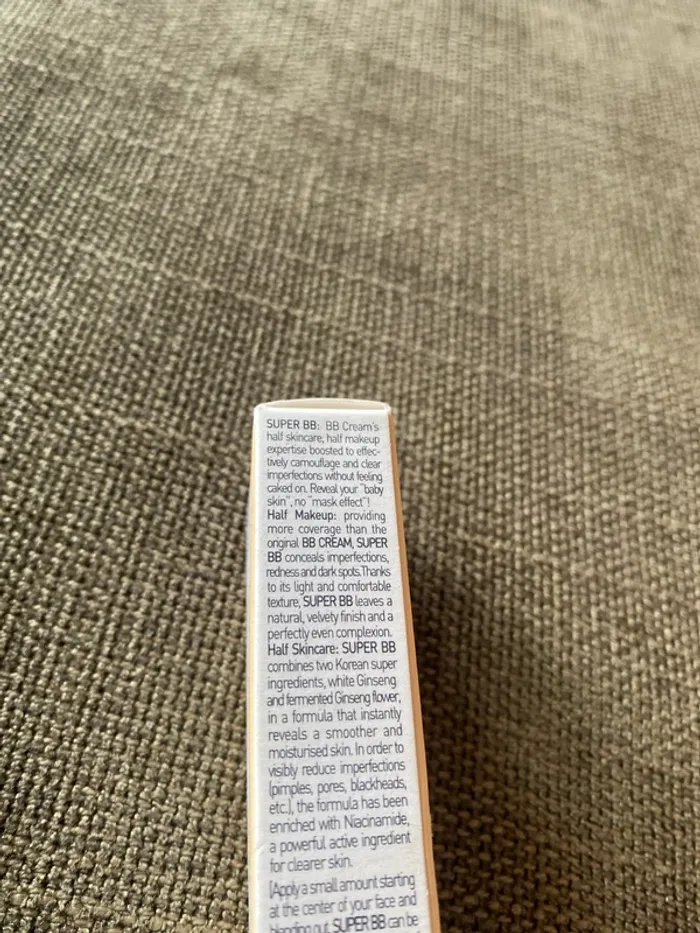 SUPER BB: BB Cream's
half skincare, half makeup
expertise boosted to effec-
tively camouflage and clear
imperfections without feeling
caked on. Reveal your "baby
skin", no "mask effect"!
Half Makeup: providing
more coverage than the
original BB CREAM, SUPER
BB conceals imperfections,
redness and dark spots. Thanks
to its light and comfortable
texture, SUPER BB leaves a
natural, velvety finish and a
perfectly even complexion.
Half Skincare: SUPER BB
combines two Korean super
ingredients, white Ginseng
and fermented Ginseng flower,
in a formula that instantly
reveals a smoother and
moisturised skin. In order to
visibly reduce imperfections
(pimples, pores, blackheads,
etc.), the formula has been
enriched with Niacinamide,
a powerful active ingredient
for clearer skin.
[Apply a small amount starting
at the center of your face and
blending out. SUPER BB can be